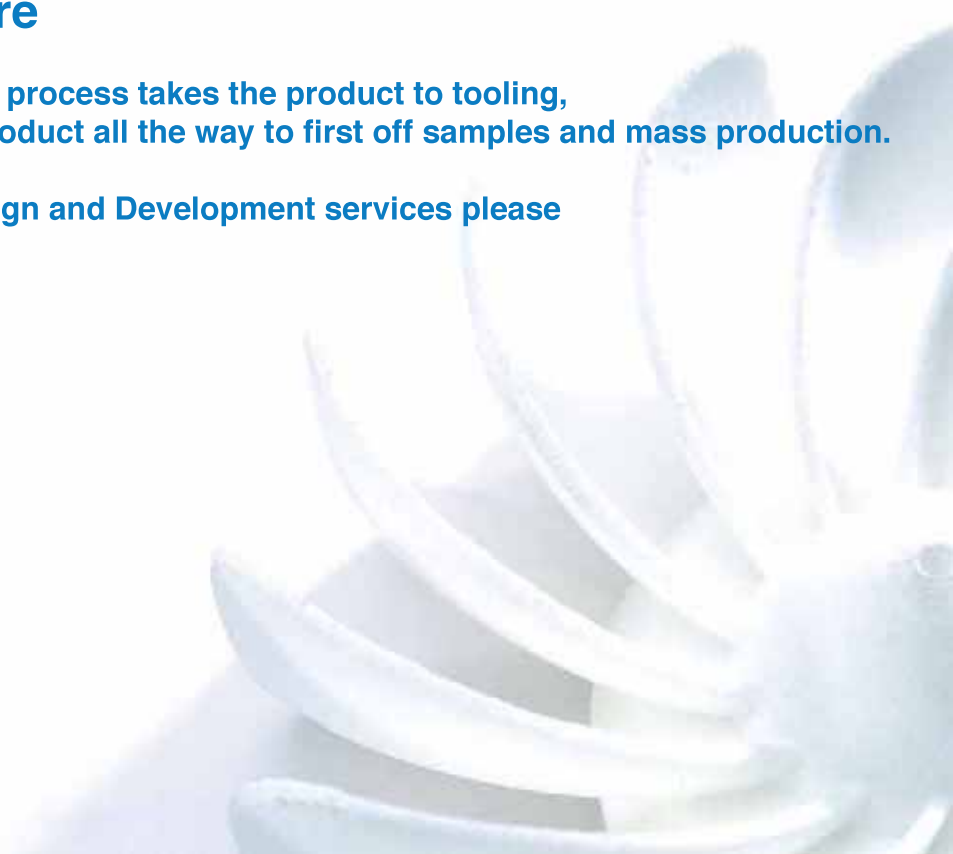 re
process takes the product to tooling,
oduct all the way to first off samples and mass production.
gn and Development services please